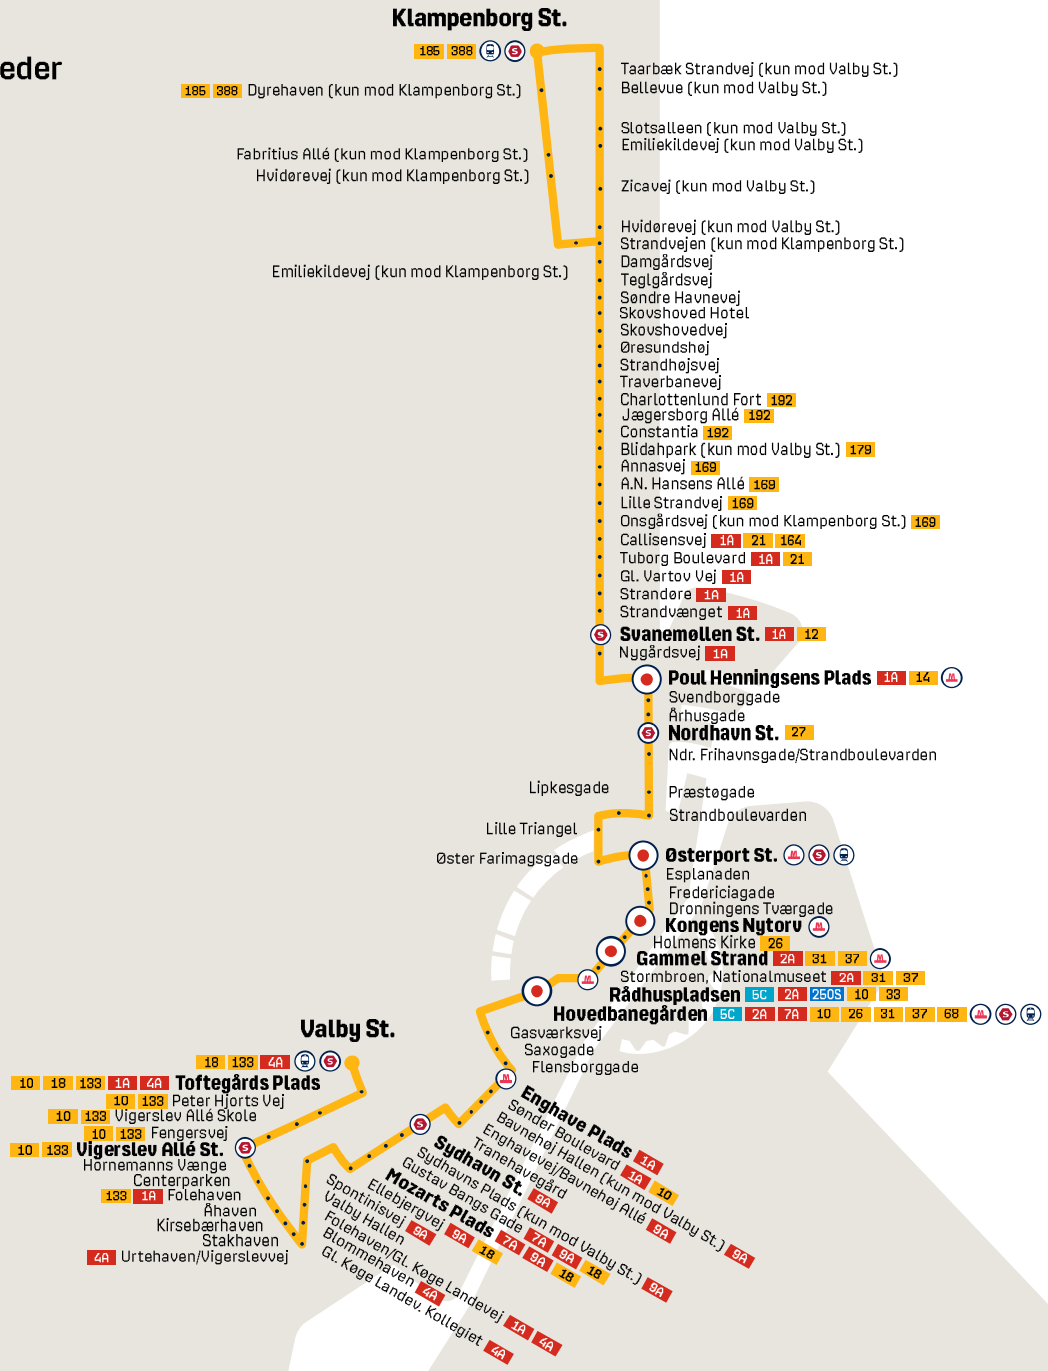 Klampenborg St.
185 388
eder
Taarbæk Strandvej (kun mod Valby St.)
185 388 Dyrehaven (kun mod Klampenborg St.)
Bellevue (kun mod Valby St.)
Slotsalleen (kun mod Valby St.)
Emiliekildevej (kun mod Valby St.)
Fabritius Allé (kun mod Klampenborg St.)
Hvidørevej (kun mod Klampenborg St.)
Zicavej (kun mod Valby St.)
Hvidørevej (kun mod Valby St.)
Strandvejen (kun mod Klampenborg St.)
Damgårdsvej
Emiliekildevej (kun mod Klampenborg St.)
Teglgårdsvej
Søndre Havnevej
Skovshoved Hotel
Skovshovedvej
Øresundshøj
Strandhøjsvej
Traverbanevej
Charlottenlund Fort 192
Jægersborg Allé 192
Constantia 192
Blidahpark (kun mod Valby St.) 179
Annasvej 169
A.N. Hansens Allé 169
Lille Strandvej 169
Onsgårdsvej (kun mod Klampenborg St.) 169
Callisensvej 1A 21 164
Tuborg Boulevard 1A 21
Gl. Vartov Vej 1A
Strandøre 1A
Strandvænget 1A
S Svanemøllen St. 1A 12
Nygårdsvej 1A
Poul Henningsens Plads 1A 14
Svendborggade
Århusgade
S Nordhavn St. 27
Ndr. Frihavnsgade/Strandboulevarden
Lipkesgade
Præstøgade
Strandboulevarden
Lille Triangel
Øster Farimagsgade
Østerport St.
Esplanaden
Fredericiagade
Dronningens Tværgade
Kongens Nytorv
Holmens Kirke 26
Gammel Strand 2A 31 37
Stormbroen, Nationalmuseet 2A 31 37
Rådhuspladsen 5C 2A 250S 10 33
Hovedbanegården 5C 2A 7A 10 26 31 37 68
Gasværksvej
Saxogade
Flensborggade
Valby St.
18 133 4A
10 18 133 1A 4A Toftegårds Plads
10 133 Peter Hjorts Vej
10 133 Vigerslev Allé Skole
10 133 Fengersvej
10 133 Vigerslev Allé St.
Hornemanns Vænge
Centerparken
133 1A Folehaven
Åhaven
Kirsebærhaven
Stakhaven
4A Urtehaven/Vigerslevvej
Enghave Plads 1A
Sønder Boulevard 1A 10
Bavnehøj Hallen (kun mod Valby St.) 9A
Enghavevej/Bavnehøj Allé 9A
Tranehavegård
Sydhavn St. 9A
Sydhavns Plads (kun mod Valby St.) 9A
Gustav Bangs Gade 7A 9A 18
Mozarts Plads 7A 9A 18
Ellebjergvej 9A 18
Spontinisvej 9A
Valby Hallen
Folehaven/Gl. Køge Landevej 1A 4A
Blommehaven 4A
Gl. Køge Landev. Kollegiet 4A